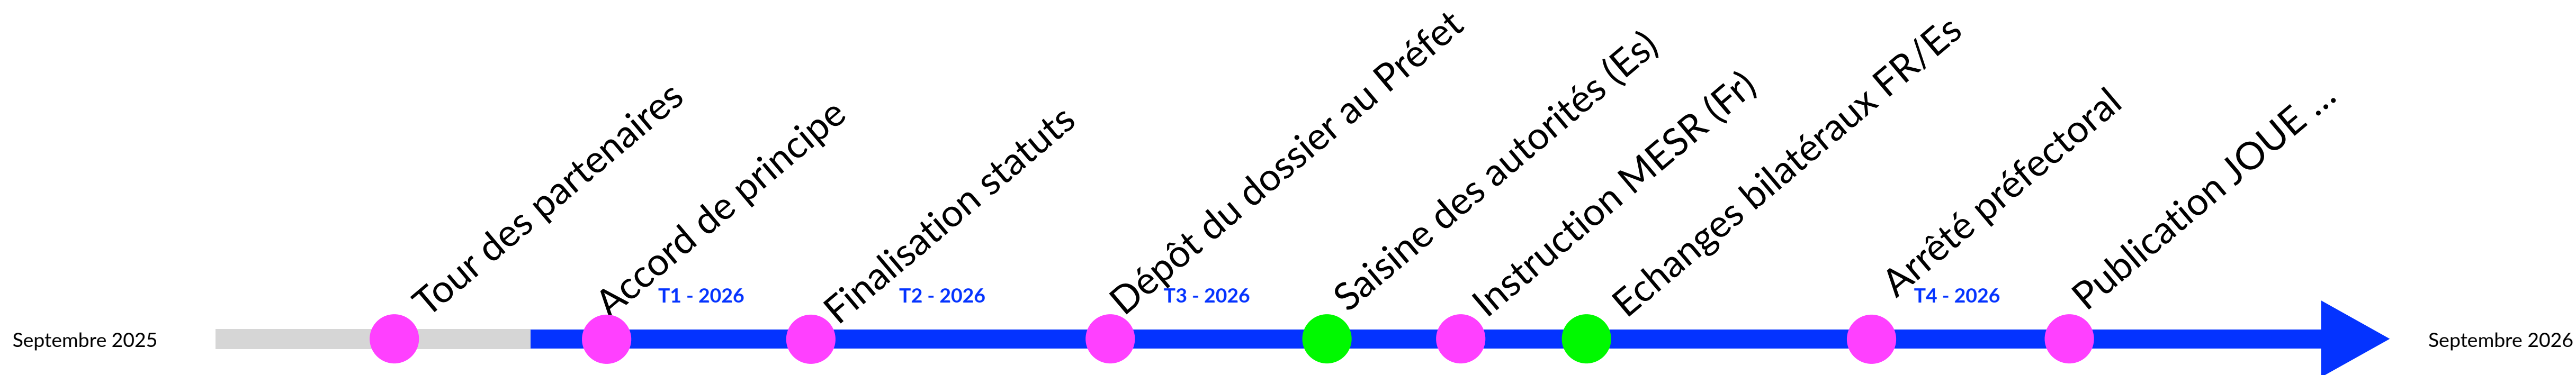 Tour des partenaires
Accord de principe
Finalisation statuts
Dépôt du dossier au Préfet
Saisine des autorités (Es)
Instruction MESR (Fr)
Echanges bilatéraux FR/Es
Arrêté préfectoral
Publication JOUE ...
T1 - 2026
T2 - 2026
T3 - 2026
T4 - 2026
Septembre 2025
Septembre 2026